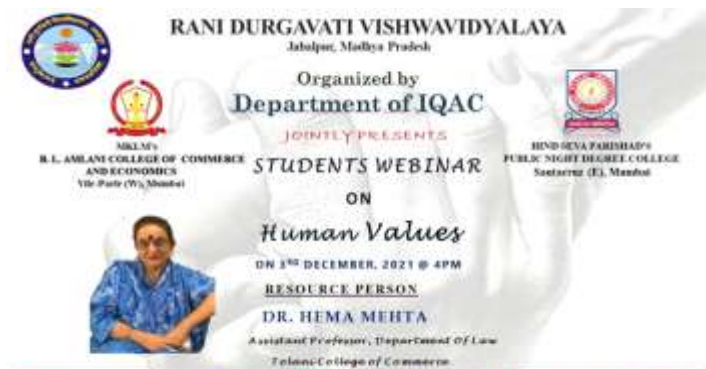 RANI DURGAVATI VISHWAVIDYALAYA
Jabalpur, Madhya Pradesh
Organized by
Department of IQAC
JOINTLY PRESENTS
MKLM's
B. L. AMLANI COLLEGE OF COMMERCE
AND ECONOMICS
Vile-Parle (W), Mumbai
HIND SEVA PARISHAD'S
PUBLIC NIGHT DEGREE COLLEGE
Santacruz (E), Mumbai
STUDENTS WEBINAR
ON
Human Values
ON 3RD DECEMBER, 2021 @ 4PM
RESOURCE PERSON
DR. HEMA MEHTA
Assistant Professor, Department Of Law
Tolani College of Commerce